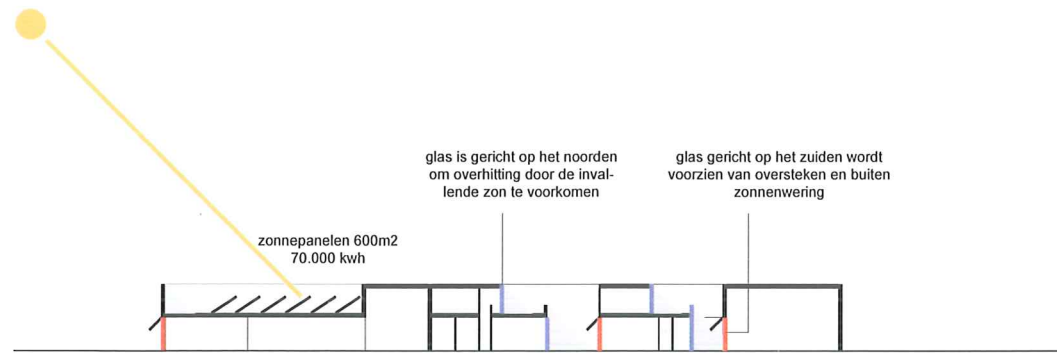 glas is gericht op het noorden
om overhitting door de inval-
lende zon te voorkomen
glas gericht op het zuiden wordt
voorzien van oversteken en buiten
zonnenwering
zonnepanelen 600m2
70.000 kwh